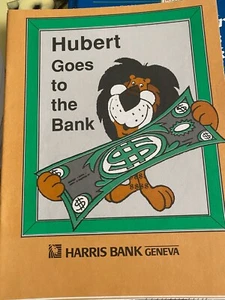 Hubert
Goes
to
the
Bank
$
$
$
$
$
HARRIS BANK GENEVA